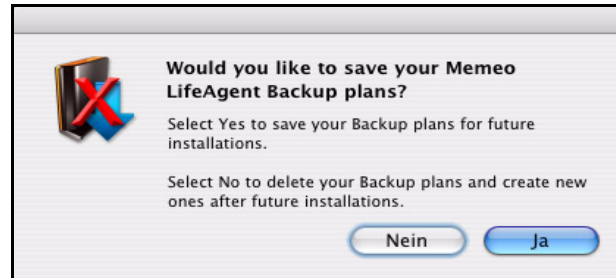 Would you like to save your Memeo
LifeAgent Backup plans?
Select Yes to save your Backup plans for future
installations.
Select No to delete your Backup plans and create new
ones after future installations.
Nein
Ja